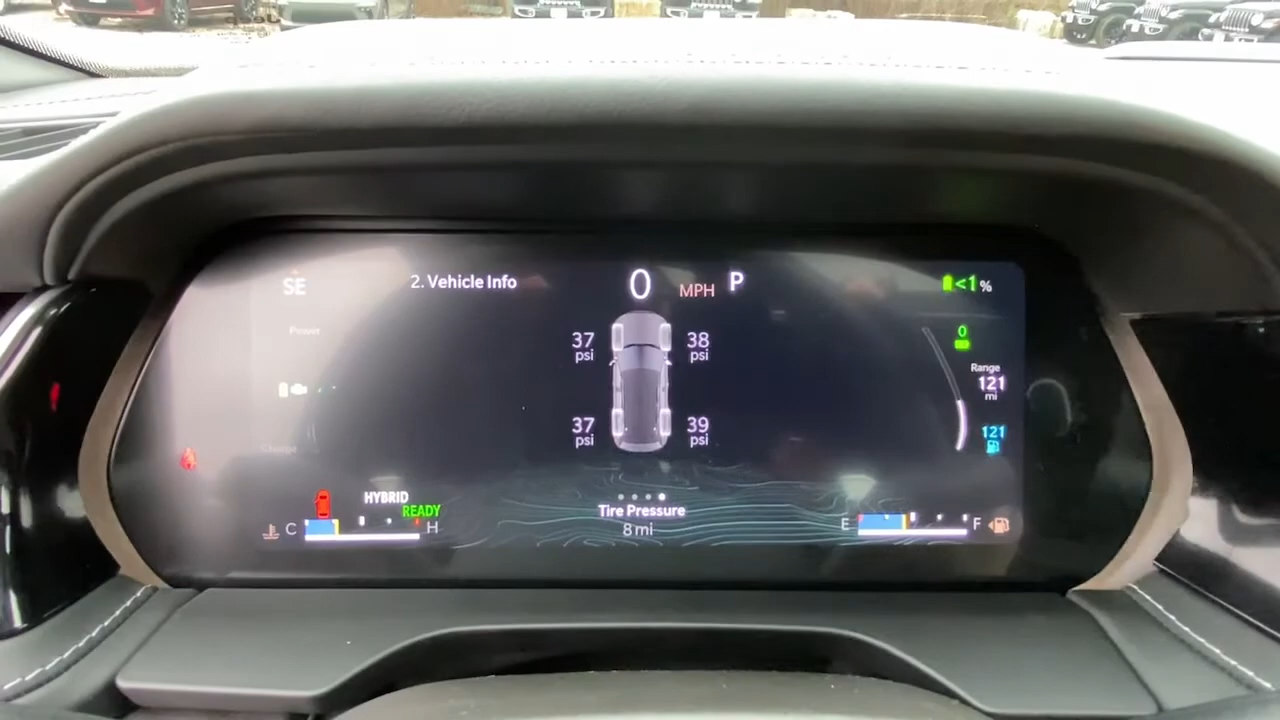 SE
2. Vehicle Info
0 MPH P
<1 %
Power
0
37 psi
38 psi
Range
121 mi
121
37 psi
39 psi
HYBRID
READY
C H
Tire Pressure
8 mi
E F